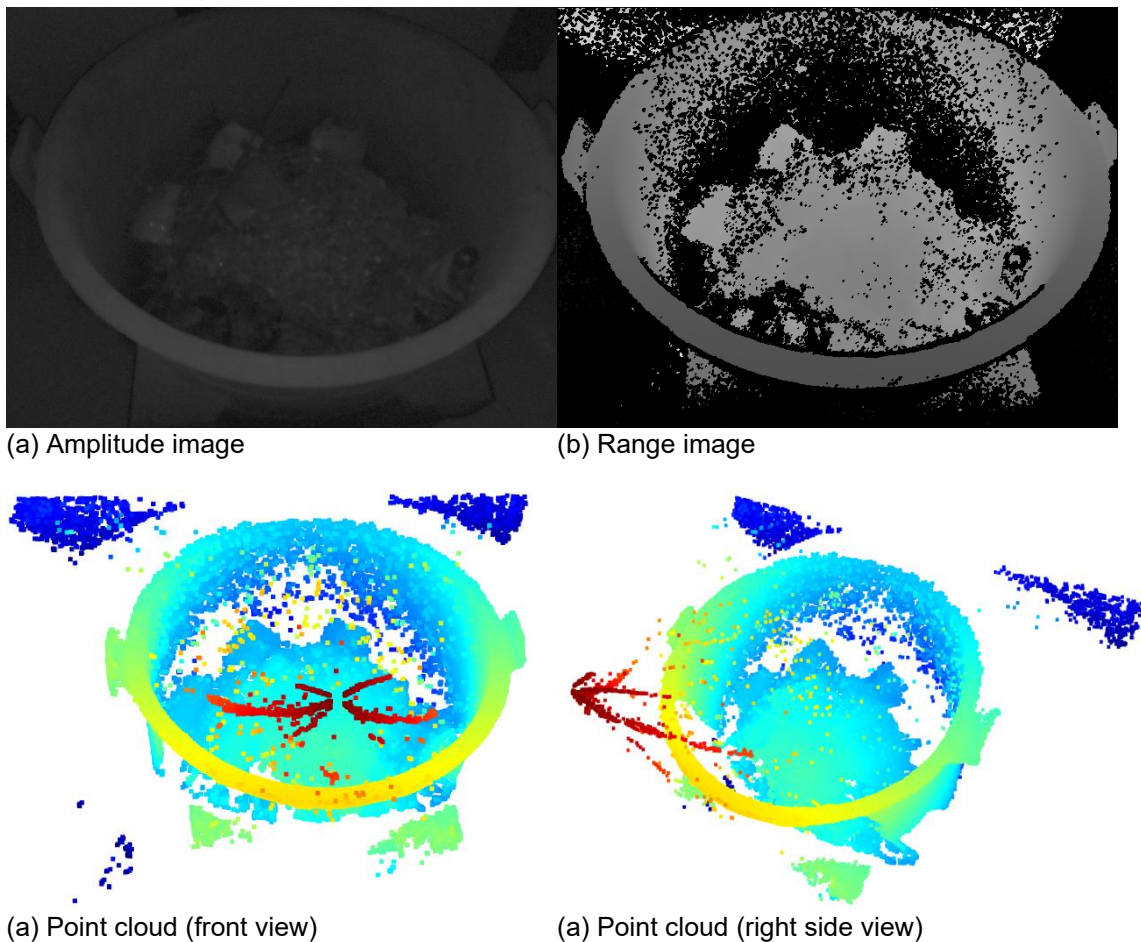 (a) Amplitude image
(b) Range image
(a) Point cloud (front view)
(a) Point cloud (right side view)